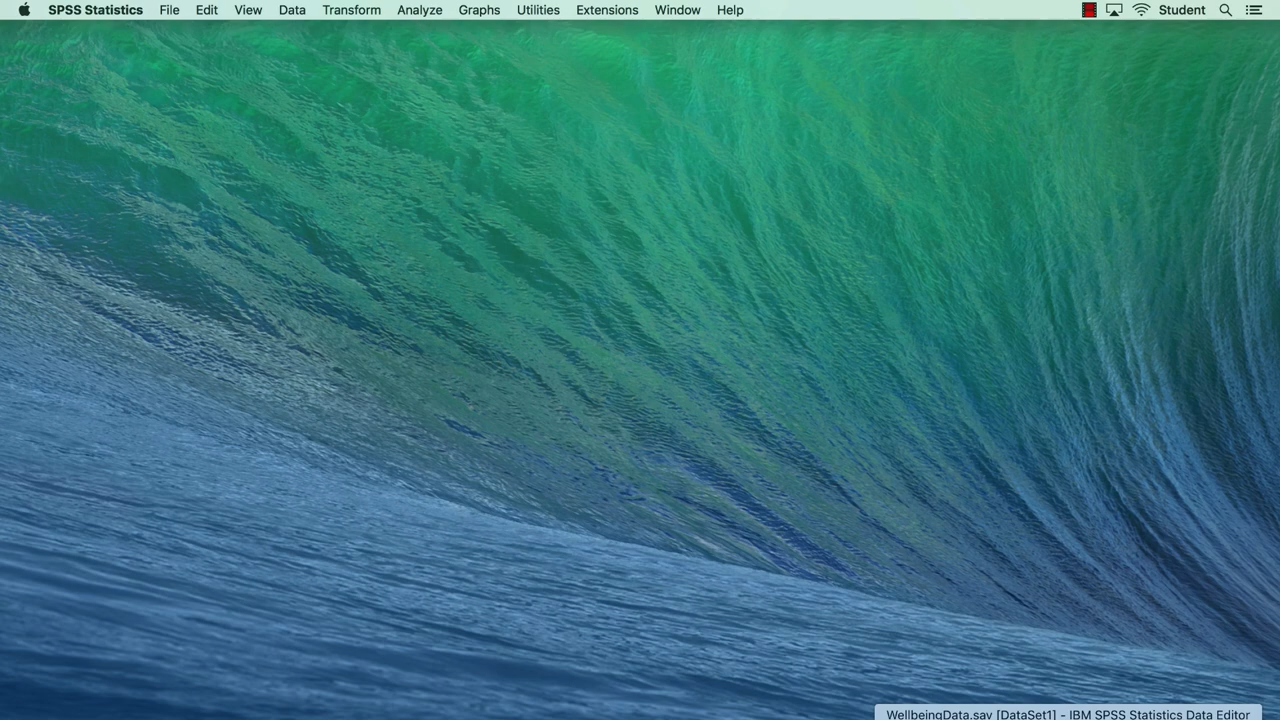 SPSS Statistics File Edit View Data Transform Analyze Graphs Utilities Extensions Window Help Student
WellbeingData.sav [DataSet1] - IBM SPSS Statistics Data Editor